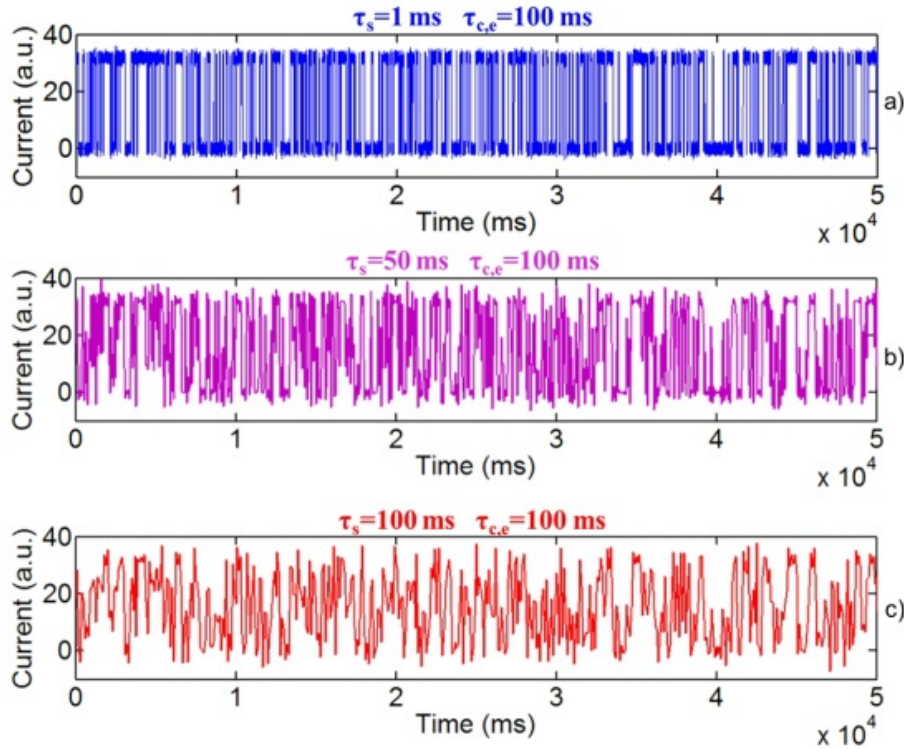 τs=1 ms τc,e=100 ms
40
20
0
Current (a.u.)
a)
0 1 2 3 4 5
Time (ms)
x 10^4
τs=50 ms τc,e=100 ms
40
20
0
Current (a.u.)
b)
0 1 2 3 4 5
Time (ms)
x 10^4
τs=100 ms τc,e=100 ms
40
20
0
Current (a.u.)
c)
0 1 2 3 4 5
Time (ms)
x 10^4